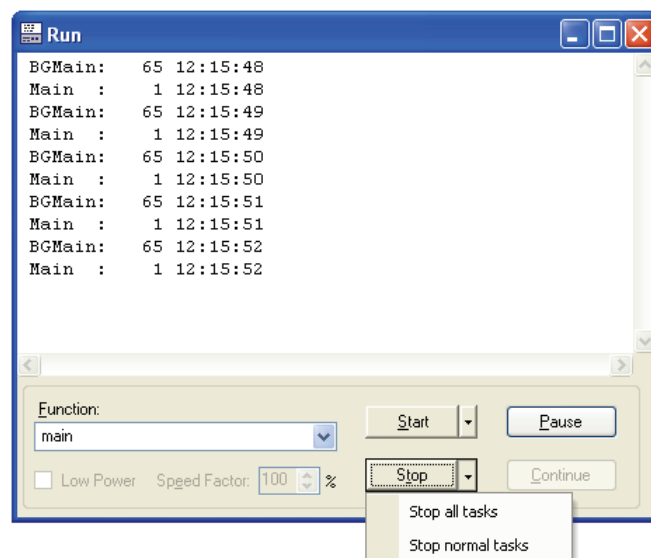 Run
BGMain:    65 12:15:48
Main  :     1 12:15:48
BGMain:    65 12:15:49
Main  :     1 12:15:49
BGMain:    65 12:15:50
Main  :     1 12:15:50
BGMain:    65 12:15:51
Main  :     1 12:15:51
BGMain:    65 12:15:52
Main  :     1 12:15:52
Function:
main
Start
Pause
Low Power Speed Factor: 100 %
Stop
Continue
Stop all tasks
Stop normal tasks